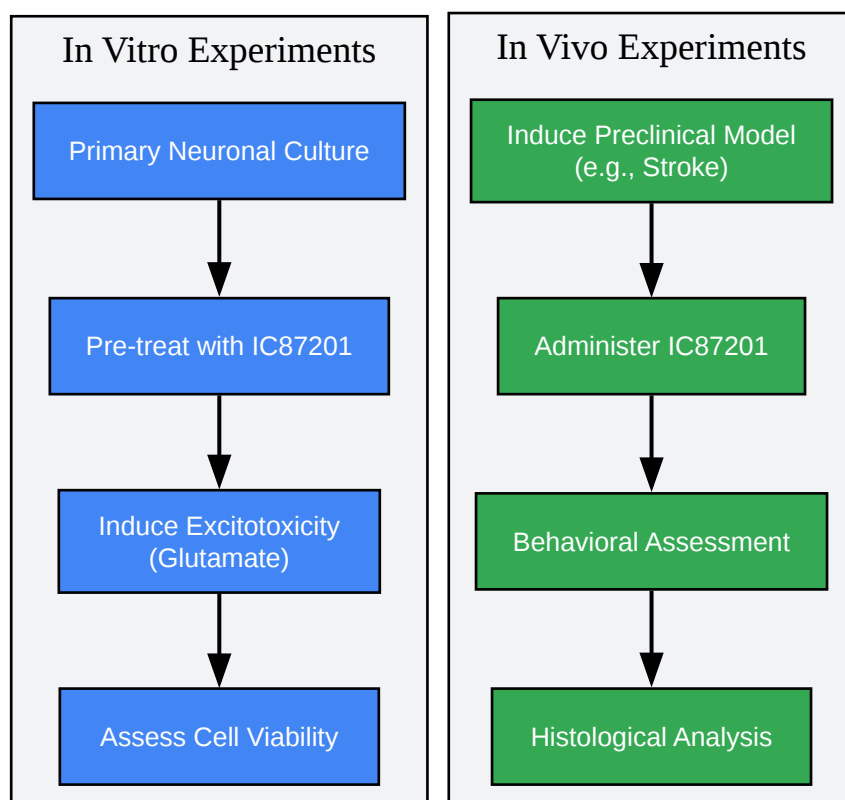 In Vitro Experiments
Primary Neuronal Culture
Pre-treat with IC87201
Induce Excitotoxicity
(Glutamate)
Assess Cell Viability
In Vivo Experiments
Induce Preclinical Model
(e.g., Stroke)
Administer IC87201
Behavioral Assessment
Histological Analysis